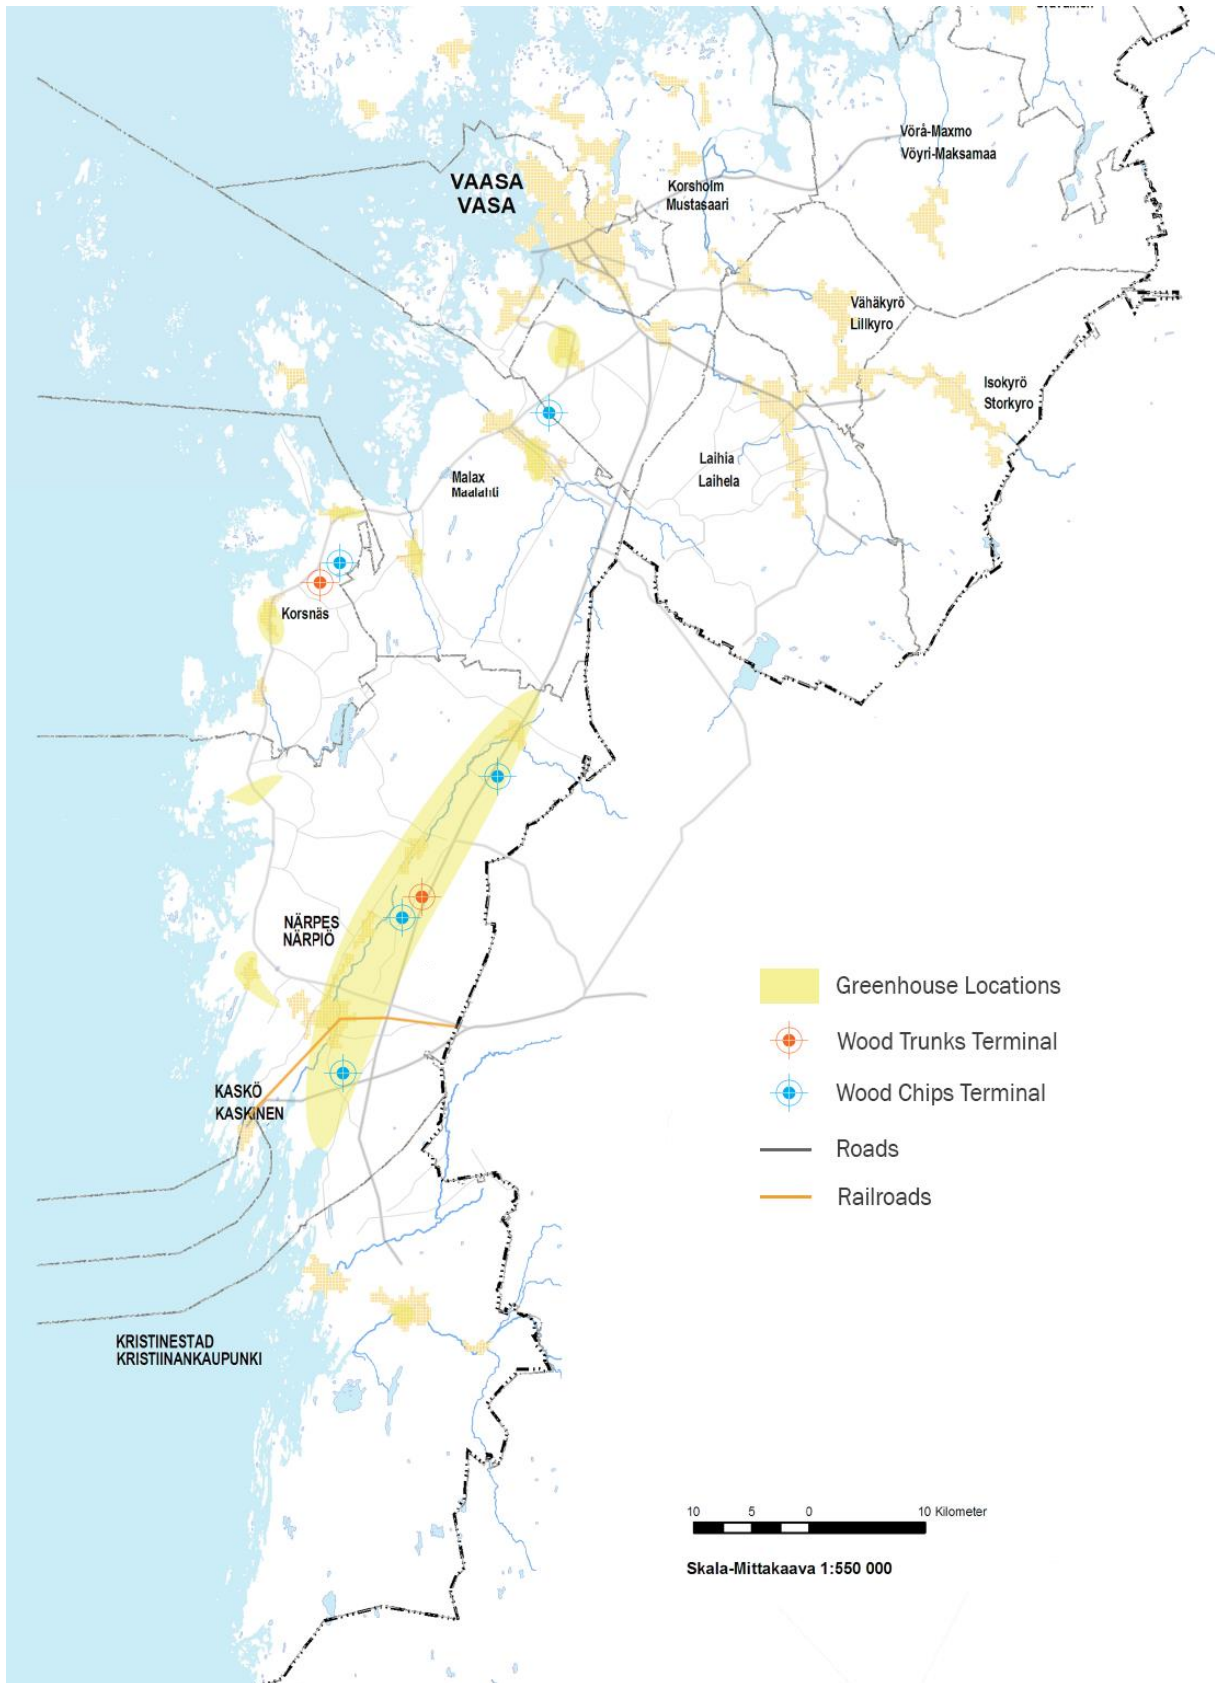 Vörå-Maxmo
Vöyri-Maksamaa
VAASA
VASA
Korsholm
Mustasaari
Vähäkyrö
Lillkyro
Isokyrö
Storkyro
Laihia
Laihela
Malax
Maalahti
Korsnäs
NÄRPES
NÄRPIÖ
Greenhouse Locations
Wood Trunks Terminal
Wood Chips Terminal
Roads
Railroads
KASKÖ
KASKINEN
KRISTINESTAD
KRISTIINANKAUPUNKI
10 5 0 10 Kilometer
Skala-Mittakaava 1:550 000